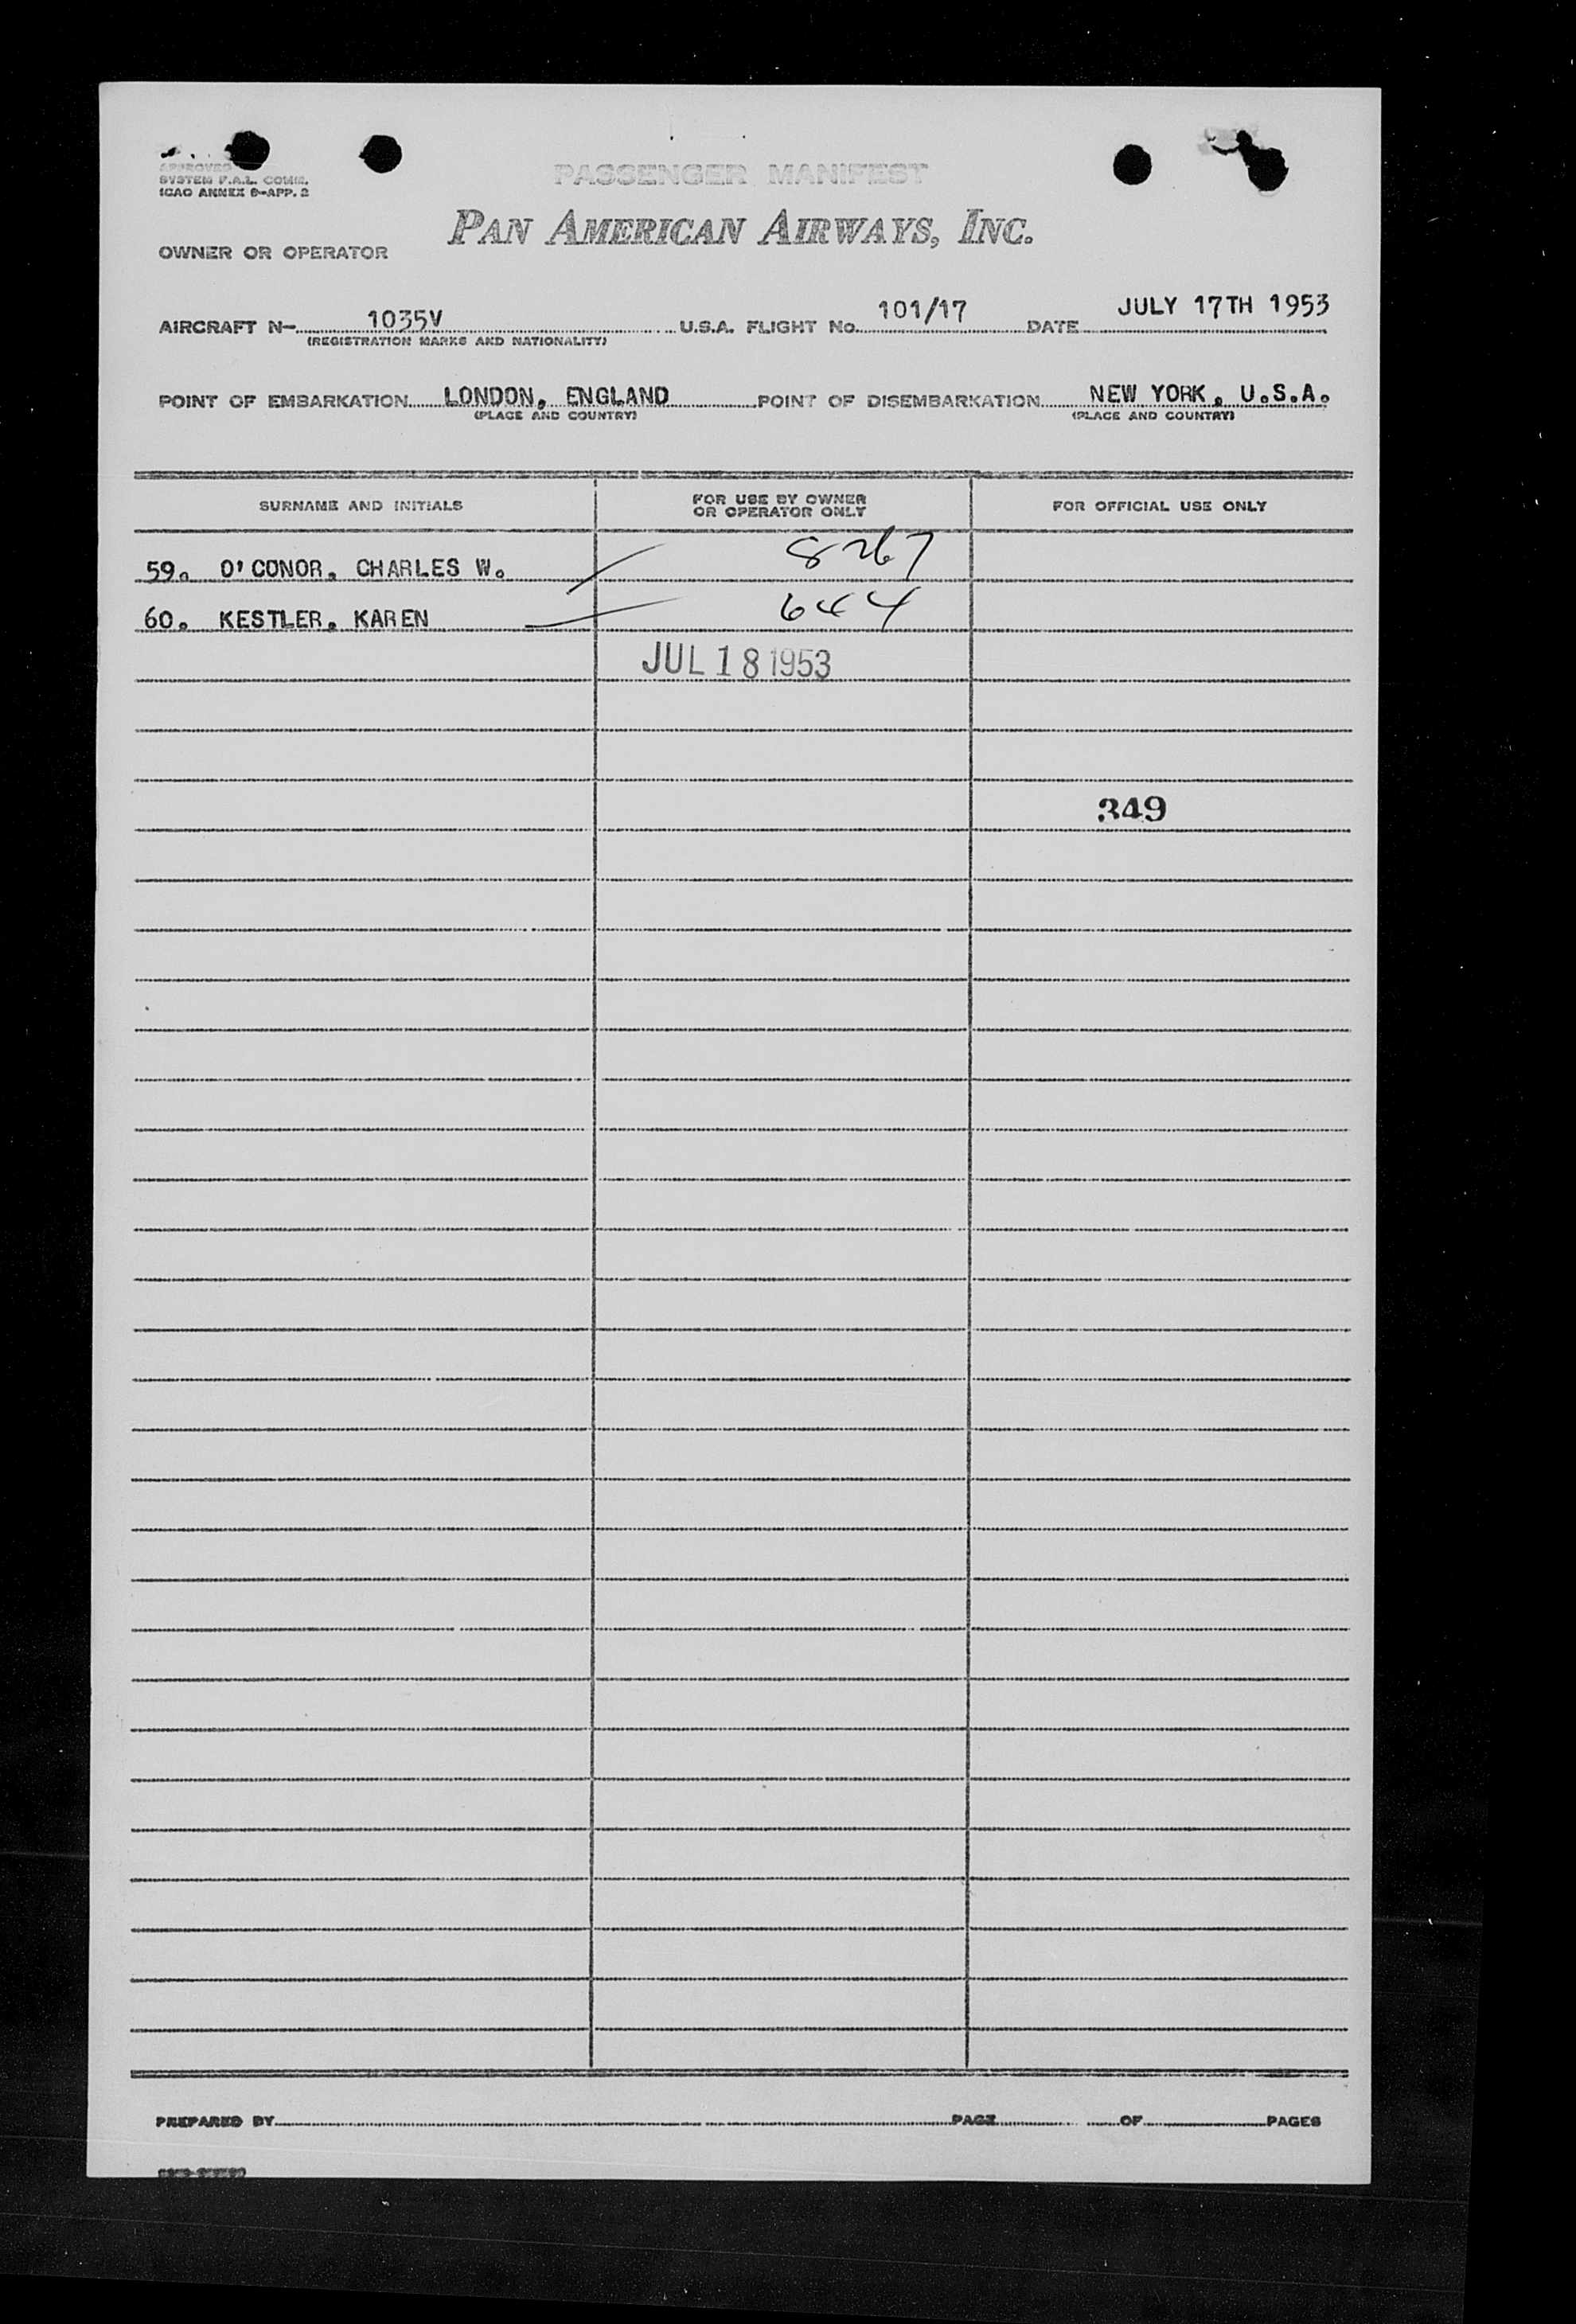 APPROVED
SYSTEM F.A.L. COMM.
ICAO ANNEX 9-APP. 2
PASSENGER MANIFEST
PAN AMERICAN AIRWAYS, INC.
OWNER OR OPERATOR
AIRCRAFT N- 1035V U.S.A. FLIGHT No. 101/17 DATE JULY 17TH 1953
(REGISTRATION MARKS AND NATIONALITY)
POINT OF EMBARKATION LONDON, ENGLAND POINT OF DISEMBARKATION NEW YORK, U.S.A.
(PLACE AND COUNTRY) (PLACE AND COUNTRY)
SURNAME AND INITIALS FOR USE BY OWNER OR OPERATOR ONLY FOR OFFICIAL USE ONLY
59. O'CONOR, CHARLES W. 8267
60. KESTLER, KAREN 644
JUL 18 1953
349
PREPARED BY PAGE OF PAGES